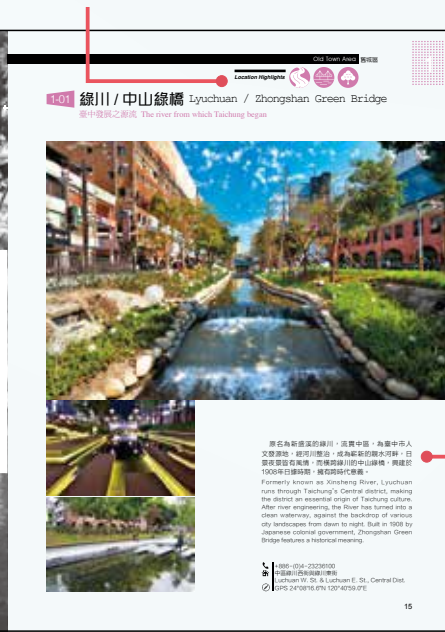 Old Town Area 舊城區
Location Highlights
1-01 綠川 / 中山綠橋 Lyuchuan / Zhongshan Green Bridge
臺中發展之源流 The river from which Taichung began
原名為新盛溪的綠川，流貫中區，為臺中市人
文發源地，經河川整治，成為嶄新的親水河畔，日
景夜景皆有風情，而橫跨綠川的中山綠橋，興建於
1908年日據時期，擁有跨時代意義。
Formerly known as Xinsheng River, Lyuchuan
runs through Taichung's Central district, making
the district an essential origin of Taichung culture.
After river engineering, the River has turned into a
clean waterway, against the backdrop of various
city landscapes from dawn to night. Built in 1908 by
Japanese colonial government, Zhongshan Green
Bridge features a historical meaning.
+886-(0)4-23236100
中區綠川西街與綠川東街
Luchuan W. St. & Luchuan E. St., Central Dist.
GPS 24°08'16.6"N 120°40'59.0"E
15